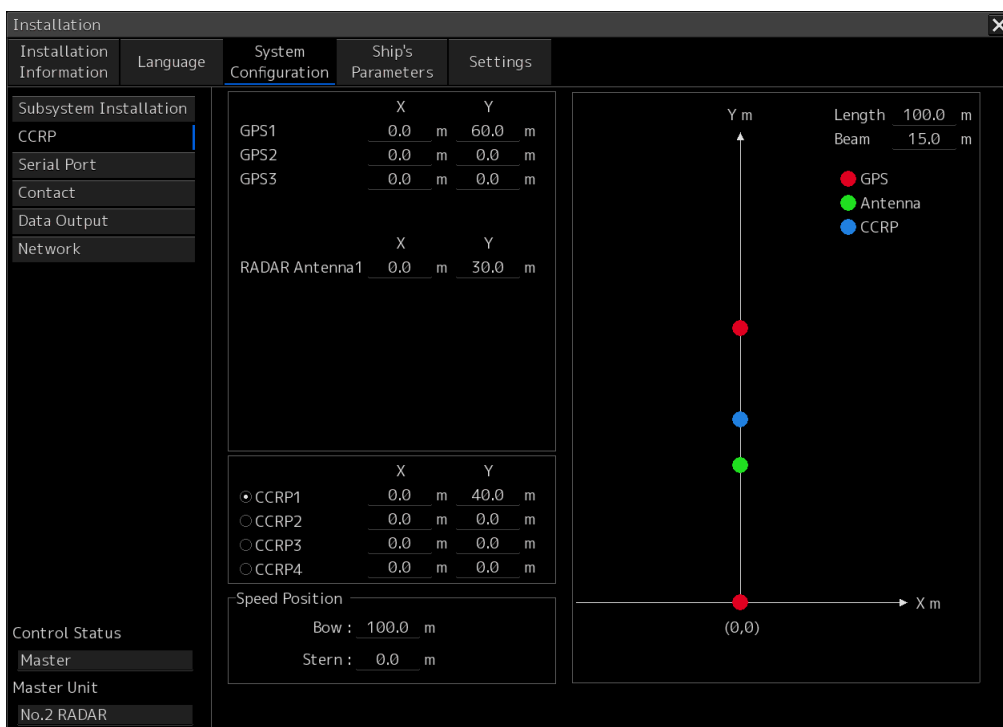 Installation
Installation Information
Language
System Configuration
Ship's Parameters
Settings
Subsystem Installation
CCRP
Serial Port
Contact
Data Output
Network
Control Status
Master
Master Unit
No.2 RADAR
X Y
GPS1 0.0 m 60.0 m
GPS2 0.0 m 0.0 m
GPS3 0.0 m 0.0 m
X Y
RADAR Antenna1 0.0 m 30.0 m
X Y
CCRP1 0.0 m 40.0 m
CCRP2 0.0 m 0.0 m
CCRP3 0.0 m 0.0 m
CCRP4 0.0 m 0.0 m
Speed Position
Bow : 100.0 m
Stern : 0.0 m
Y m
Length 100.0 m
Beam 15.0 m
GPS
Antenna
CCRP
X m
(0,0)